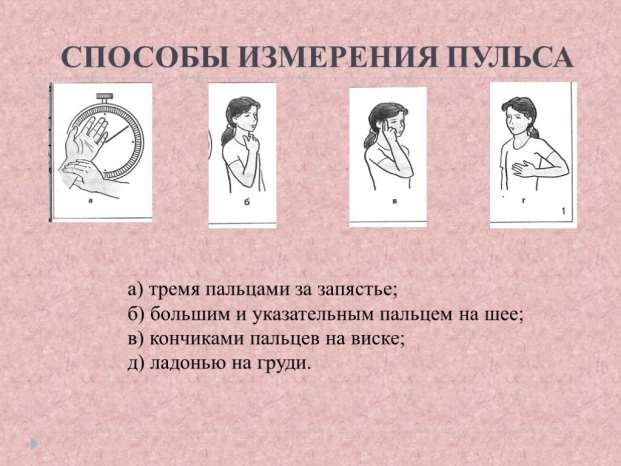 СПОСОБЫ ИЗМЕРЕНИЯ ПУЛЬСА
а б в г 1
а) тремя пальцами за запястье;
б) большим и указательным пальцем на шее;
в) кончиками пальцев на виске;
д) ладонью на груди.